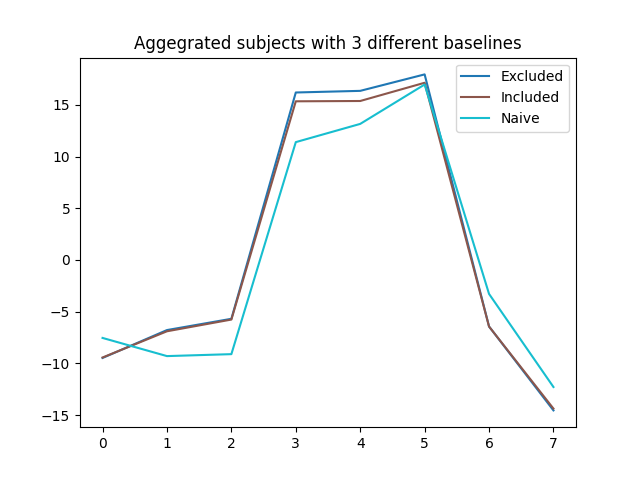 Aggegrated subjects with 3 different baselines
Excluded
Included
Naive
15
10
5
0
−5
−10
−15
0 1 2 3 4 5 6 7